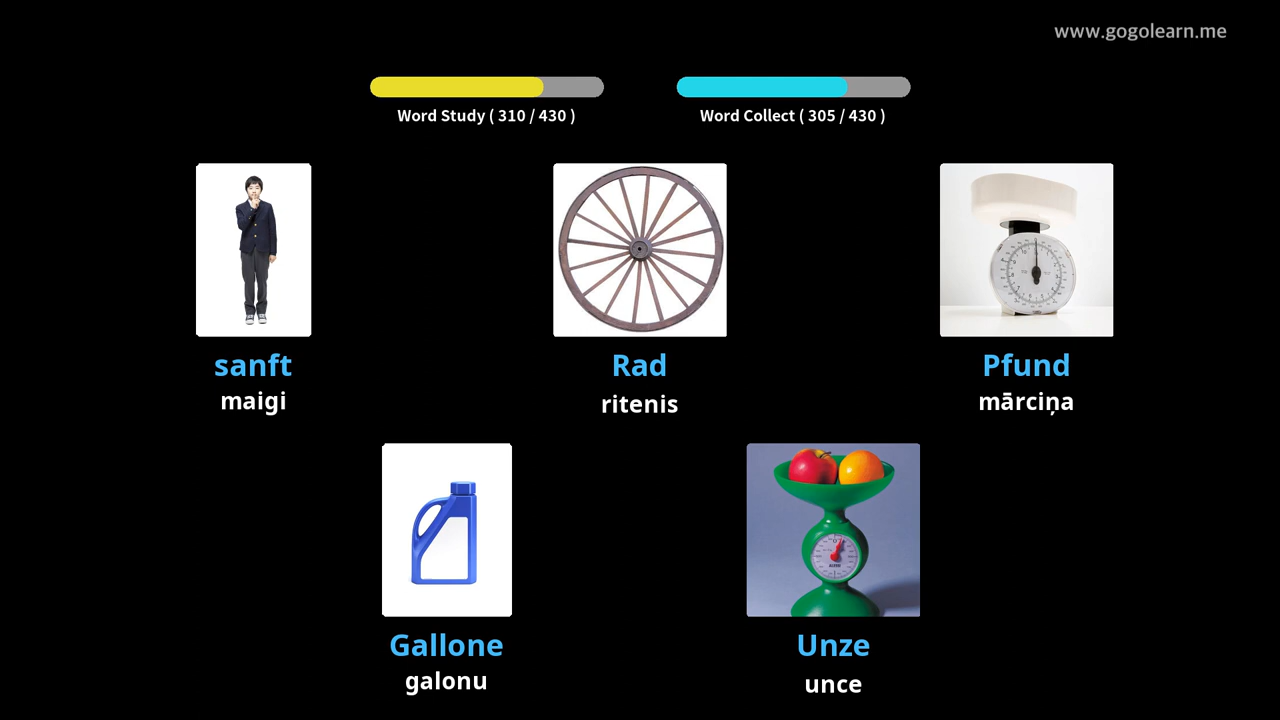 www.gogolearn.me
Word Study ( 310 / 430 )
Word Collect ( 305 / 430 )
sanft
maigi
Rad
ritenis
Pfund
mārciņa
Gallone
galonu
Unze
unce